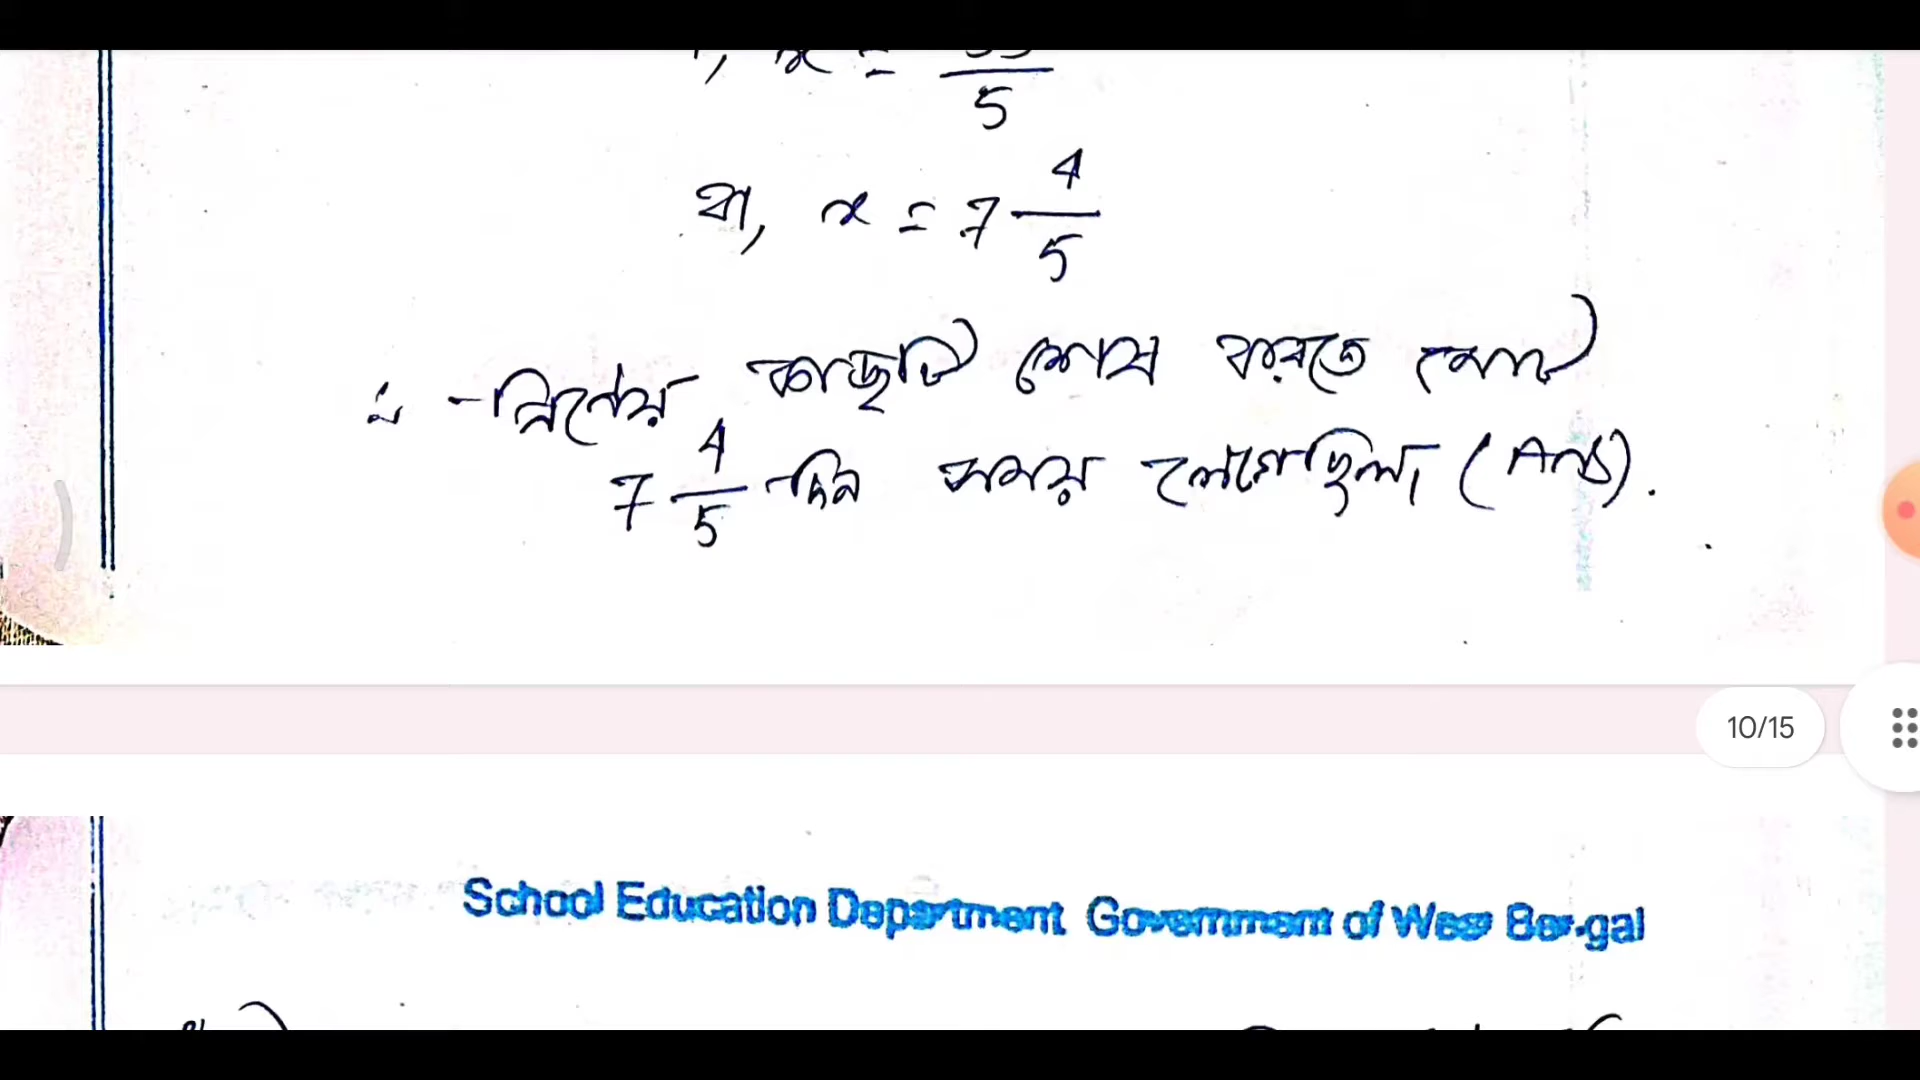 5
বা, x = 7 4/5
∴ নির্ণেয় কাজটি শেষ করতে মোট
7 4/5 দিন সময় লেগেছিল। (Ans).
10/15
School Education Department Government of West Bengal